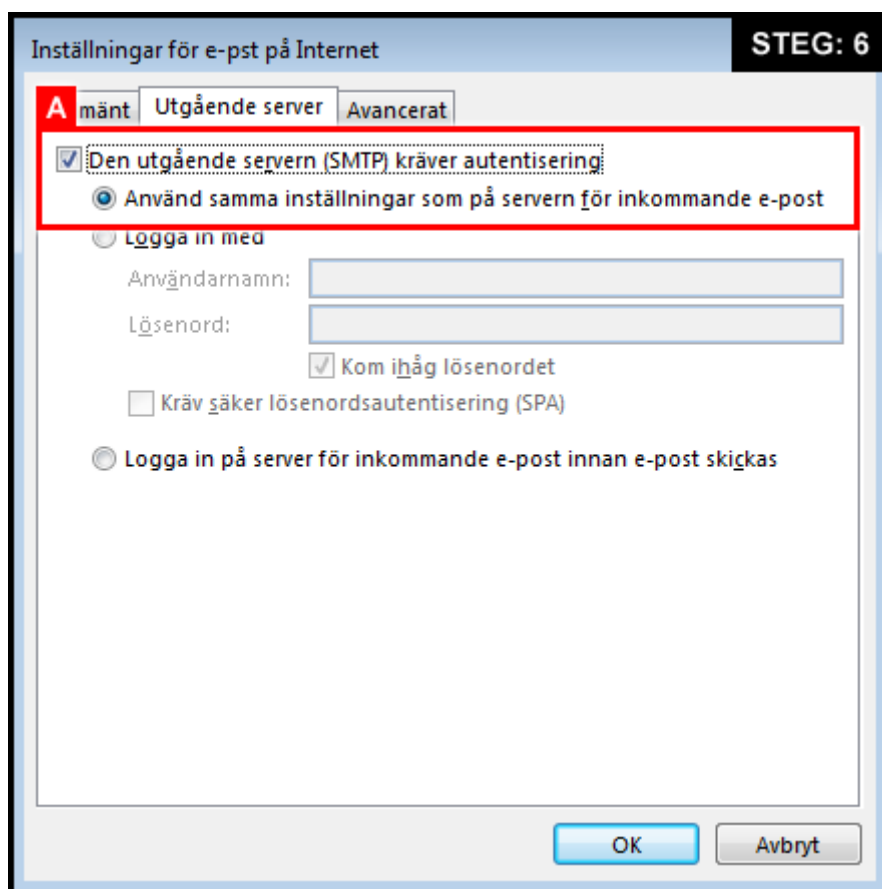 Inställningar för e-pst på Internet
STEG: 6
A mänt Utgående server Avancerat
Den utgående servern (SMTP) kräver autentisering
Använd samma inställningar som på servern för inkommande e-post
Logga in med
Användarnamn:
Lösenord:
Kom ihåg lösenordet
Kräv säker lösenordsautentisering (SPA)
Logga in på server för inkommande e-post innan e-post skickas
OK Avbryt